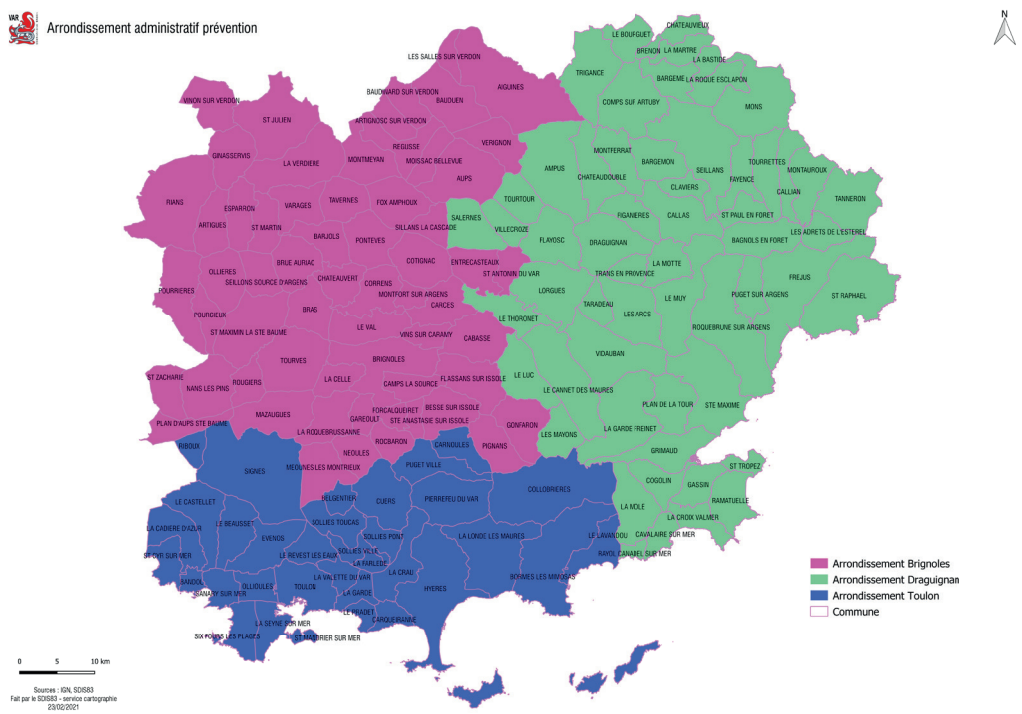 VAR
Arrondissement administratif prévention
N
CHATEAUVIEUX
LE BOUFGUET
BRENON LA MARTRE
LES SALLES SUR VERDON
LA BASTIDE
TRIGANCE
BARGEME LA ROQUE ESCLAPON
AIGUINES
BAUDINARD SUR VERDON
VINON SUR VERDON
BAUDUEN
COMPS SUF ARTUBY
MONS
ST JULIEN
ARTIGNOSC SUR VERDON
VERIGNON
REGUSSE
MONTFERRAT
GINASSERVIS
MONTMEYAN
MOISSAC BELLEVUE
BARGEMON
TOURRETTES
LA VERDIERE
AMPUS
SEILLANS
MONTAUROUX
CHATEAUDOUBLE
FAYENCE
AUPS
CLAVIERS
CALLIAN
TANNERON
RIANS
TAVERNES
FOX AMPHOUX
TOURTOUR
ESPARRON
VARAGES
SALERNES
FIGANERES
CALLAS
ST PAUL EN FORET
ARTIGUES
ST MARTIN
SILLANS LA CASCADE
VILLECROZE
LES ADRETS DE L'ESTEREL
BARJOLS
PONTEVES
FLAYOSC
DRAGUIGNAN
BAGNOLS EN FORET
BRUE AURIAC
COTIGNAC
ENTRECASTEAUX
LA MOTTE
OLLIERES
ST ANTONIN DU VAR
TRANS EN PROVENCE
FREJUS
SEILLONS SOURCE D'ARGENS
CHATEAUVERT
CORRENS
POURRIERES
MONTFORT SUR ARGENS
LORGUES
LE MUY
PUGET SUR ARGENS
ST RAPHAEL
CARCES
TARADEAU
BRAS
POURCIEUX
LE THORONET
LES ARCS
ST MAXIMIN LA STE BAUME
LE VAL
VINS SUR CARAMY
CABASSE
ROQUEBRUNE SUR ARGENS
VIDAUBAN
TOURVES
BRIGNOLES
ST ZACHARIE
LA CELLE
FLASSANS SUR ISSOLE
LE LUC
NANS LES PINS
ROUGIERS
CAMPS LA SOURCE
LE CANNET DES MAURES
PLAN DE LA TOUR
STE MAXIME
FORCALQUEIRET
BESSE SUR ISSOLE
MAZAUGUES
GAREOULT
STE ANASTASIE SUR ISSOLE
PLAN D'AUPS STE BAUME
GONFARON
LA GARDE FREINET
LA ROQUEBRUSSANNE
LES MAYONS
ROCBARON
CARNOULES
PIGNANS
RIBOUX
NEOULES
GRIMAUD
PUGET VILLE
ST TROPEZ
MEOUNES LES MONTRIEUX
SIGNES
COGOLIN
GASSIN
COLLOBRIERES
BELGENTIER
CUERS
PIERREFEU DU VAR
RAMATUELLE
LE CASTELLET
LA MOLE
LA CROIX VALMER
LE BEAUSSET
SOLLIES TOUCAS
LA CADIERE D'AZUR
EVENOS
SOLLIES PONT
LA LONDE LES MAURES
LE LAVANDOU
CAVALAIRE SUR MER
SOLLIES VILLE
ST CYR SUR MER
LE REVEST LES EAUX
RAYOL CANADEL SUR MER
LA FARLEDE
LA CRAU
LA VALETTE DU VAR
BORMES LES MIMOSAS
BANDOL
OLLIOULES
TOULON
HYERES
SANARY SUR MER
LA GARDE
LE PRADET
CARQUEIRANNE
LA SEYNE SUR MER
SIX FOURS LES PLAGES
ST MANDRIER SUR MER
Arrondissement Brignoles
Arrondissement Draguignan
Arrondissement Toulon
Commune
0 5 10 km
Sources : IGN, SDIS83
Fait par le SDIS83 - service cartographie
23/02/2021